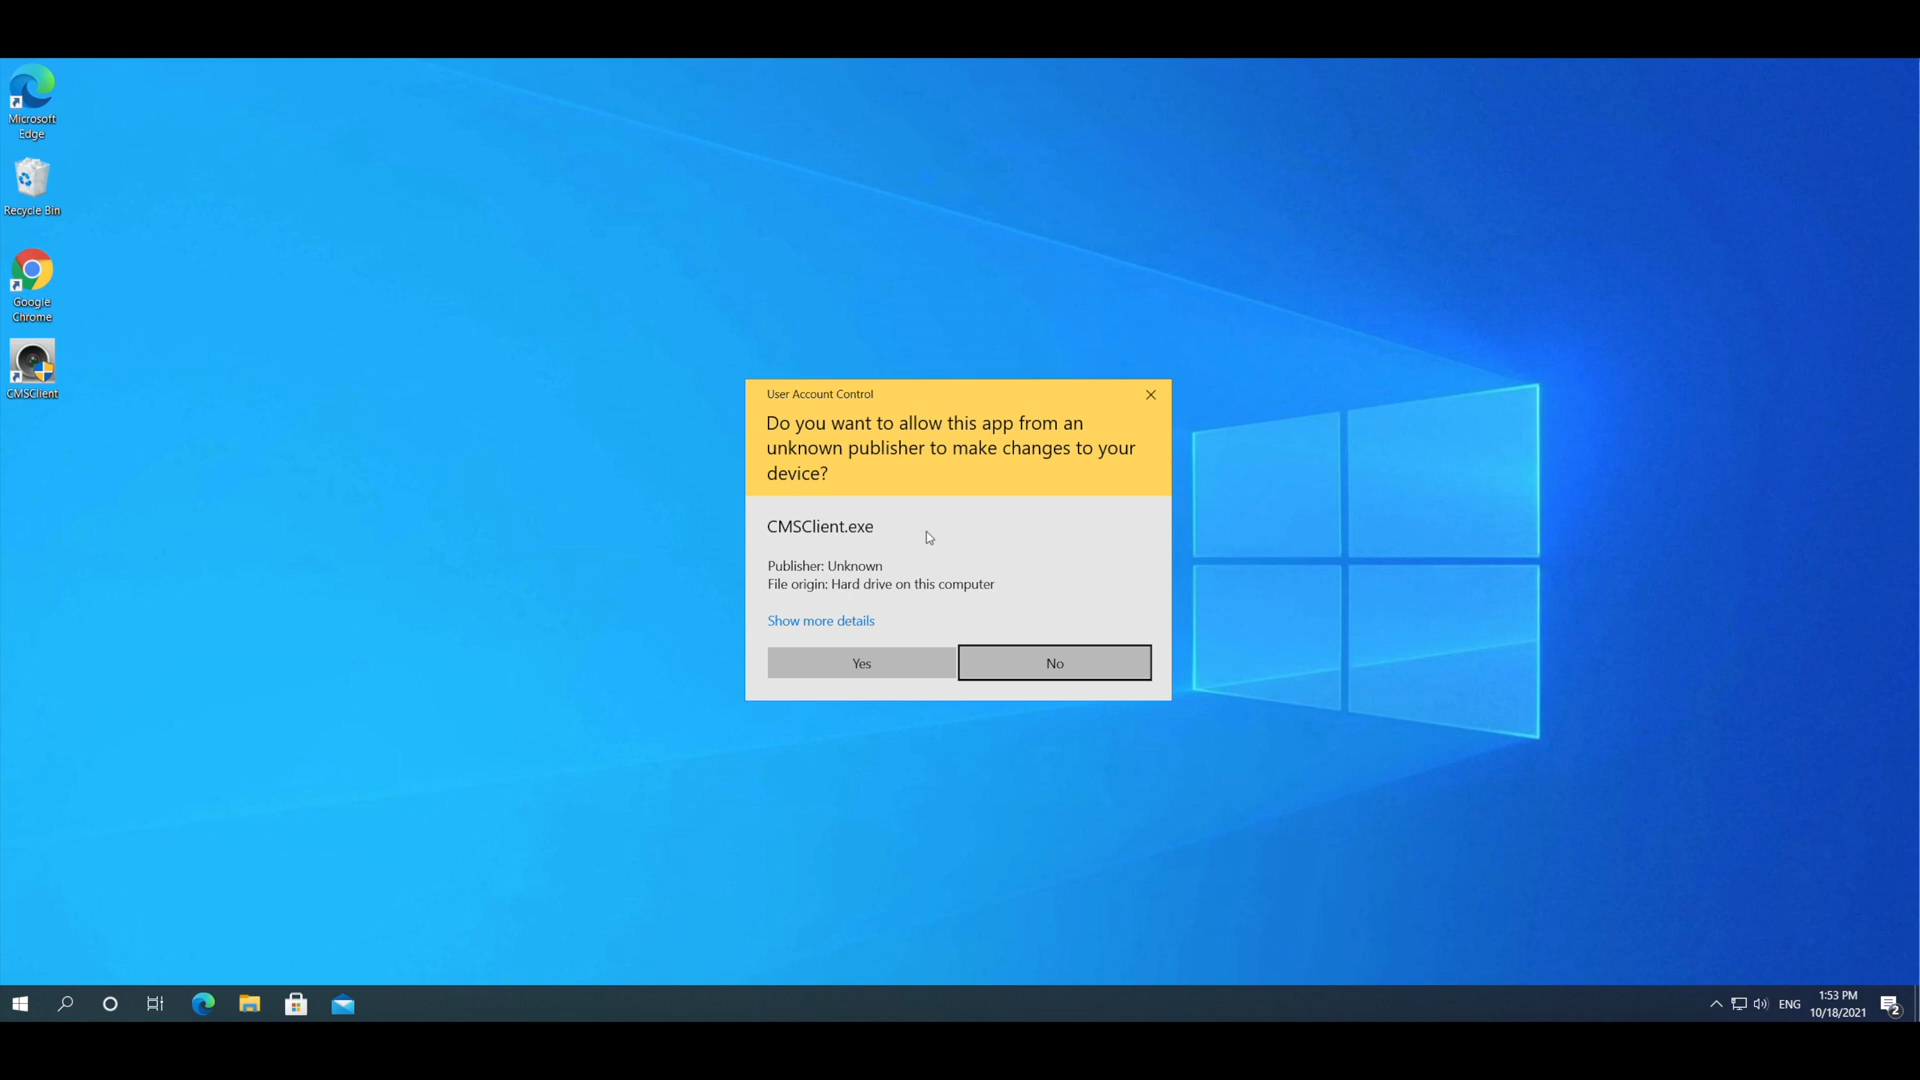 Microsoft
Edge
Recycle Bin
Google
Chrome
CMSClient
User Account Control
Do you want to allow this app from an
unknown publisher to make changes to your
device?
CMSClient.exe
Publisher: Unknown
File origin: Hard drive on this computer
Show more details
Yes
No
ENG
1:53 PM
10/18/2021
2